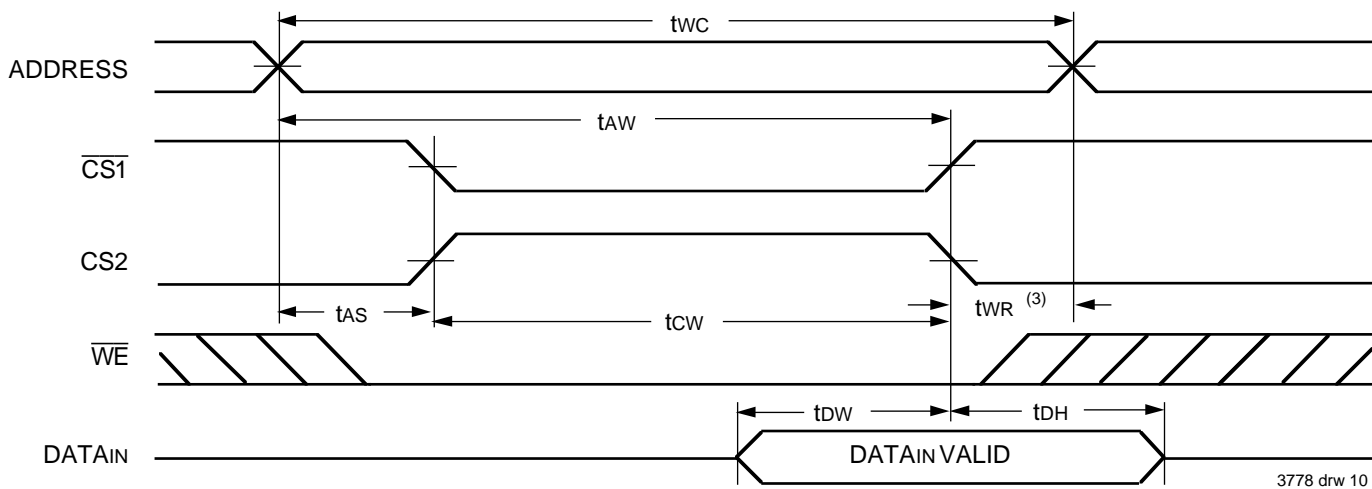 tWC
ADDRESS
tAW
CS1
CS2
tAS
tCW
tWR (3)
WE
tDW
tDH
DATAIN
DATAIN VALID
3778 drw 10